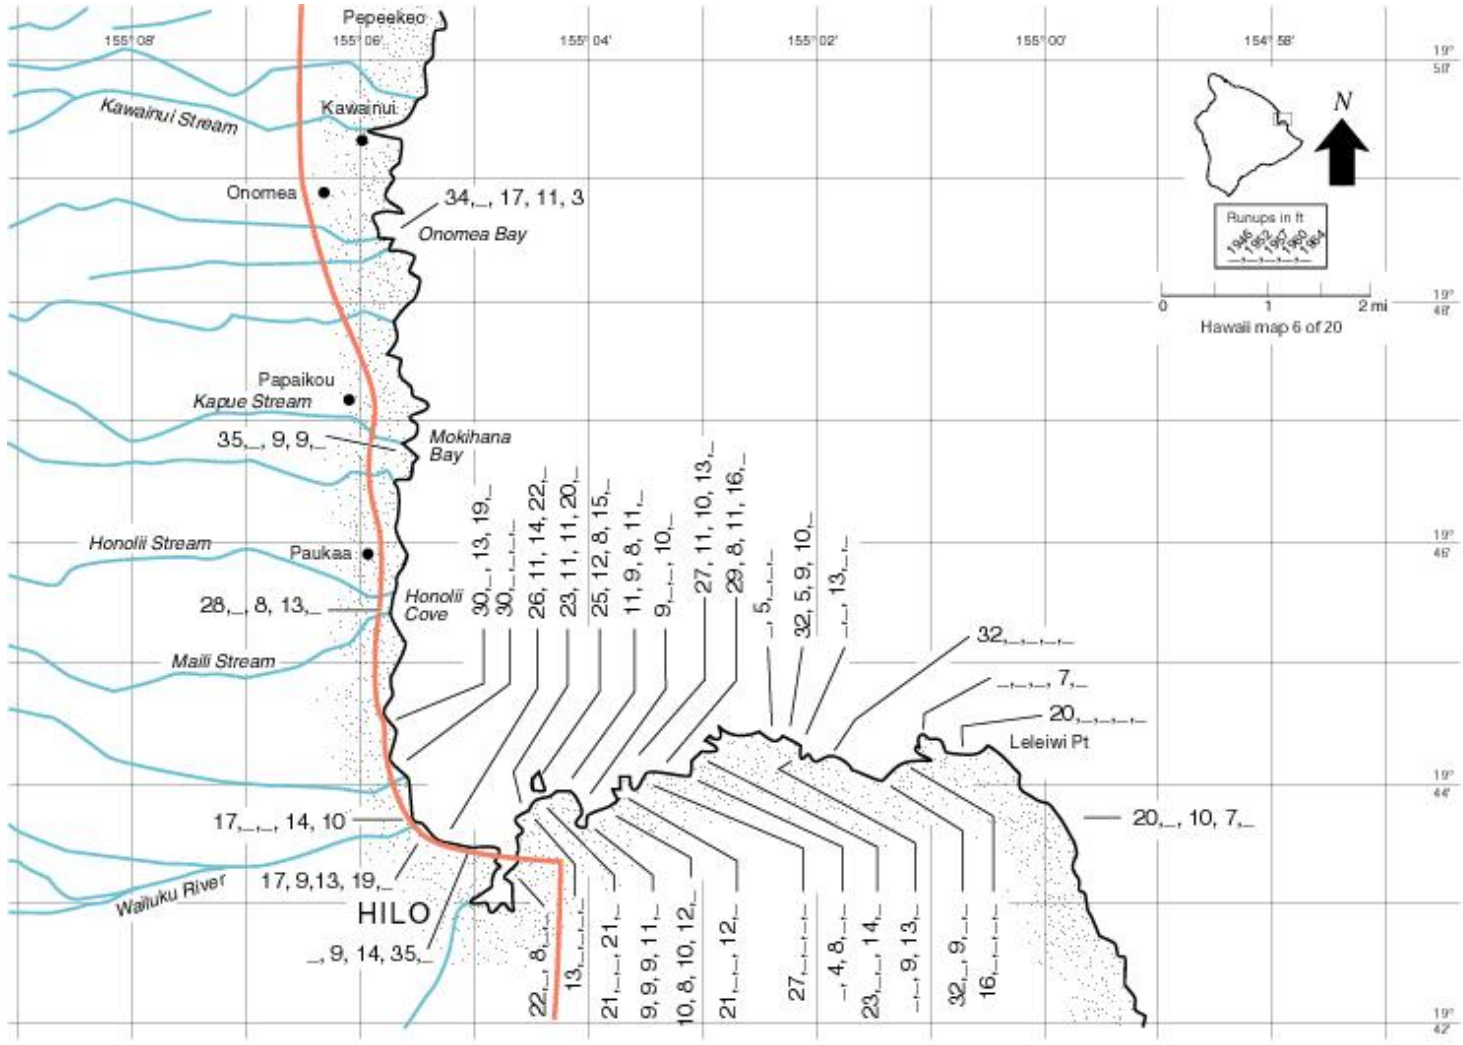 Pepeekeo
155° 08'
155° 06'
155° 04'
155° 02'
155° 00'
154° 58'
19°
50'
Kawainui Stream
Kawainui
N
Onomea
34,_, 17, 11, 3
Onomea Bay
Runups in ft
1946
1952
1957
1960
1964
_,_,_,_,_
0
1
2 mi
19°
48'
Hawaii map 6 of 20
Papaikou
Kapue Stream
35,_, 9, 9,_
Mokihana
Bay
Honolii Stream
Paukaa
19°
46'
28,_, 8, 13,_
Honolii
Cove
Maili Stream
30,_, 13, 19,_
30,_,_,_,_
26, 11, 14, 22,_
23, 11, 11, 20,_
25, 12, 8, 15,_
11, 9, 8, 11,_
9,_,_, 10,_
27, 11, 10, 13,_
29, 8, 11, 16,_
_, 5,_,_,_
32, 5, 9, 10,_
_,_, 13,_,_
32,_,_,_,_
_,_,_, 7,_
20,_,_,_,_
Leleiwi Pt
19°
44'
17,_,_, 14, 10
20,_, 10, 7,_
17, 9,13, 19,_
Wailuku River
HILO
_, 9, 14, 35,_
22,_, 8,_,_
13,_,_,_,_
21,_,_, 21,_
9, 9, 9, 11,_
10, 8, 10, 12,_
21,_,_, 12,_
27,_,_,_,_
_, 4, 8,_,_
23,_,_, 14,_
_,_, 9, 13,_
32,_, 9,_,_
16,_,_,_,_
19°
42'